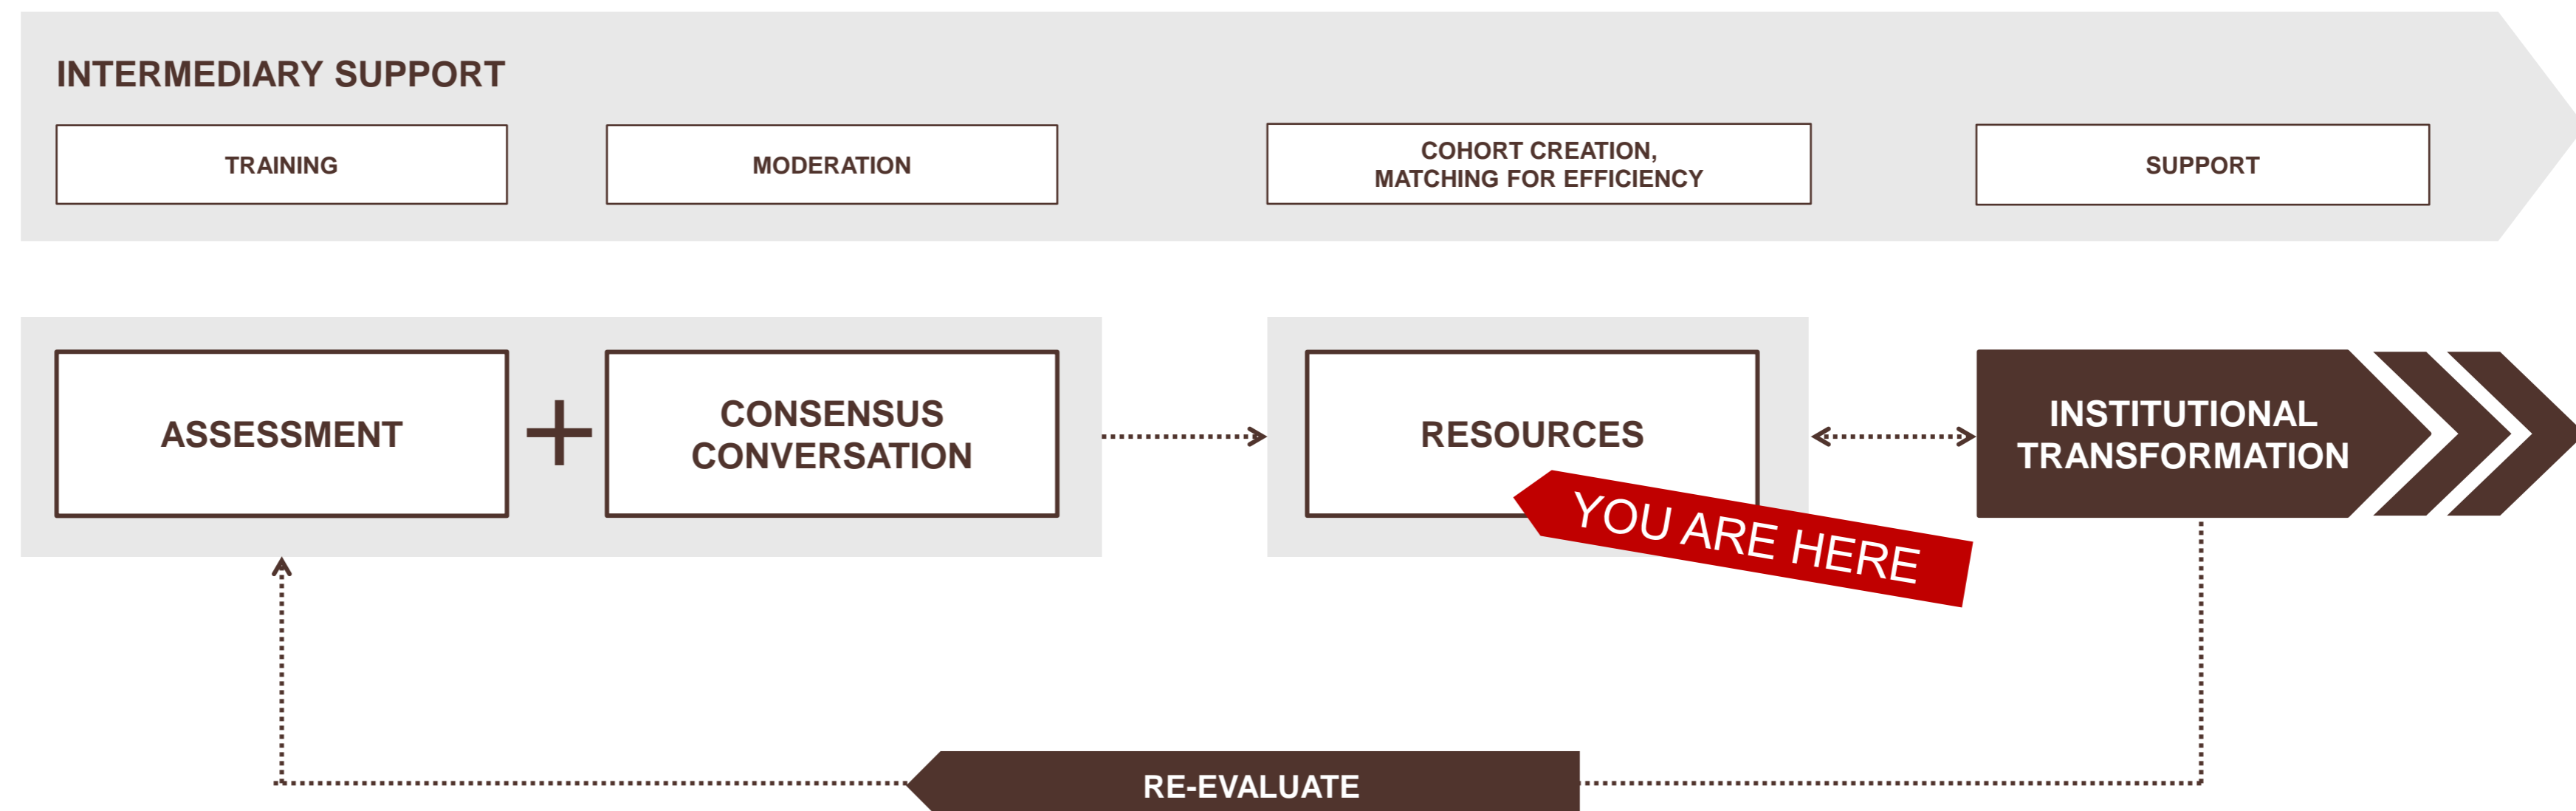 INTERMEDIARY SUPPORT
TRAINING
MODERATION
COHORT CREATION,
MATCHING FOR EFFICIENCY
SUPPORT
ASSESSMENT
+
CONSENSUS
CONVERSATION
RESOURCES
YOU ARE HERE
INSTITUTIONAL
TRANSFORMATION
RE-EVALUATE